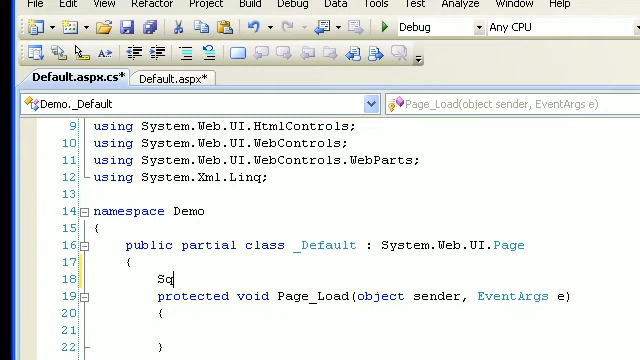 File Edit View Refactor Project Build Debug Data Tools Test Analyze Window Help
Debug Any CPU
Default.aspx.cs* Default.aspx*
Demo._Default Page_Load(object sender, EventArgs e)
9 using System.Web.UI.HtmlControls;
10 using System.Web.UI.WebControls;
11 using System.Web.UI.WebControls.WebParts;
12 using System.Xml.Linq;
13
14 namespace Demo
15 {
16 public partial class _Default : System.Web.UI.Page
17 {
18 Sq
19 protected void Page_Load(object sender, EventArgs e)
20 {
21
22 }